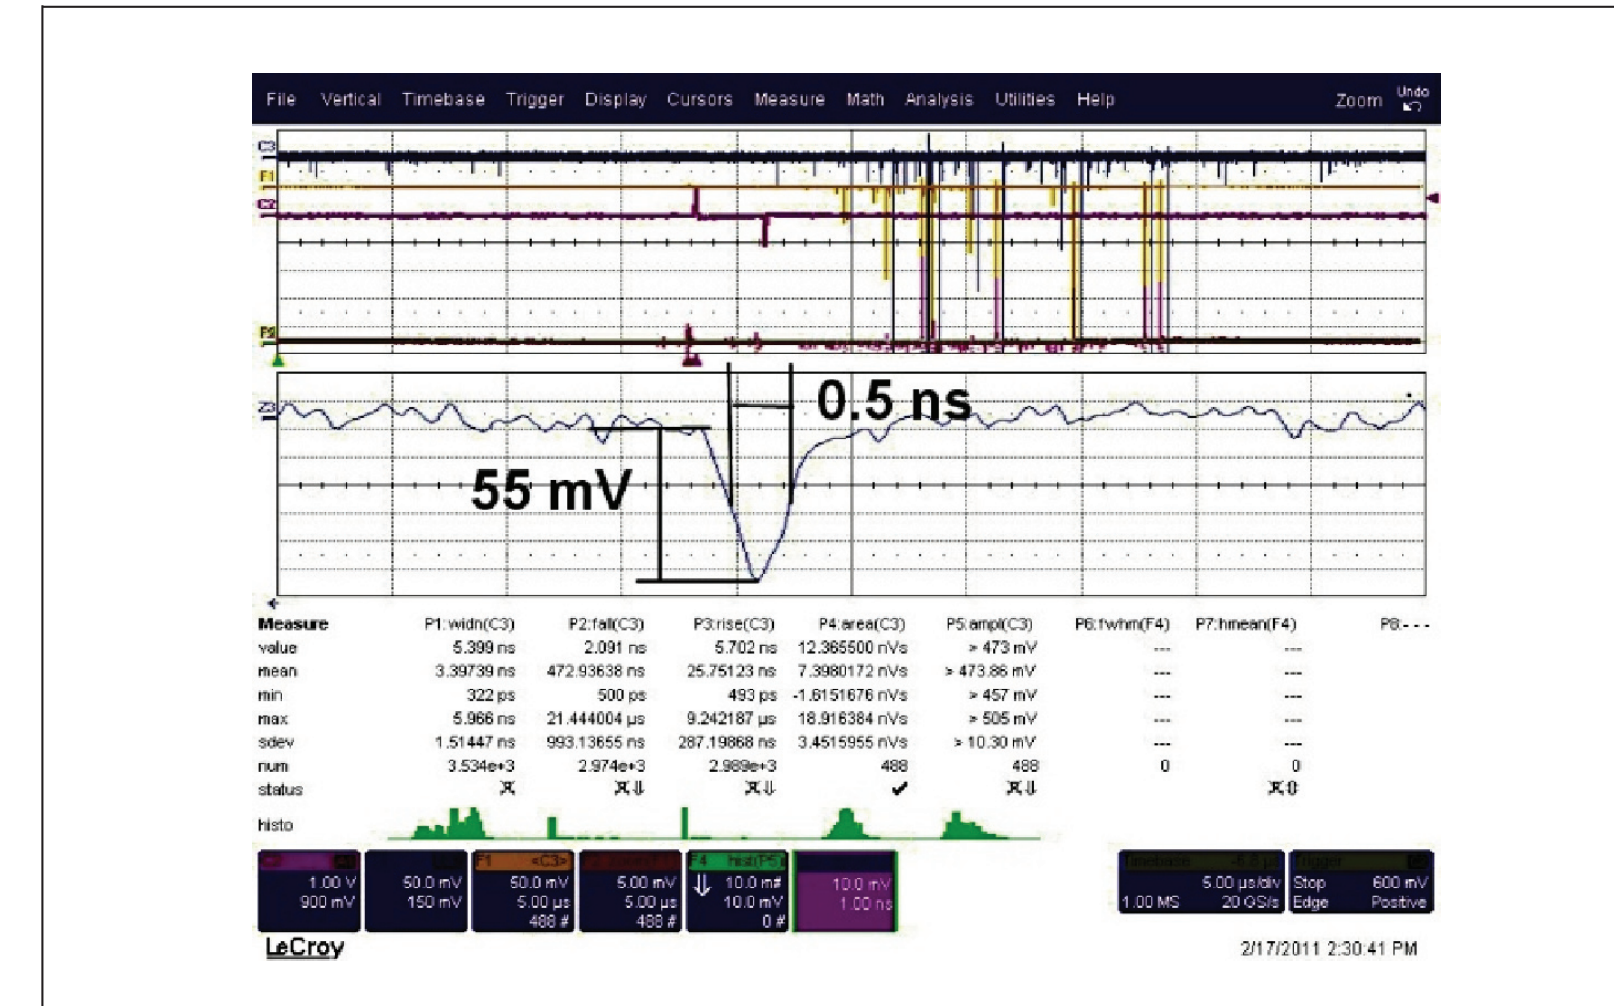 File Vertical Timebase Trigger Display Cursors Measure Math Analysis Utilities Help Zoom Undo
C3
F1
C2
F2
Z3
0.5 ns
55 mV
Measure P1:widn(C3) P2:fall(C3) P3:rise(C3) P4:area(C3) P5:ampl(C3) P6:fwhm(F4) P7:hmean(F4) P8:- - -
value 5.399 ns 2.091 ns 5.702 ns 12.365500 nVs > 473 mV --- ---
mean 3.39739 ns 472.93638 ns 25.75123 ns 7.3980172 nVs > 473.86 mV --- ---
min 322 ps 500 ps 493 ps -1.6151676 nVs > 457 mV --- ---
max 5.966 ns 21.444004 µs 9.242187 µs 18.916384 nVs > 505 mV --- ---
sdev 1.51447 ns 993.13655 ns 287.19868 ns 3.4515955 nVs > 10.30 mV --- ---
num 3.534e+3 2.974e+3 2.989e+3 488 488 0 0
status
histo
C2 F1 <C3> F4 hist(P5) Timebase -6.8 µs Trigger
1.00 V 50.0 mV 50.0 mV 5.00 mV 10.0 m# 10.0 mV 5.00 µs/div Stop 600 mV
900 mV 150 mV 5.00 µs 5.00 µs 10.0 mV 1.00 ns 1.00 MS 20 GS/s Edge Positive
488 # 488 # 0 #
LeCroy 2/17/2011 2:30:41 PM